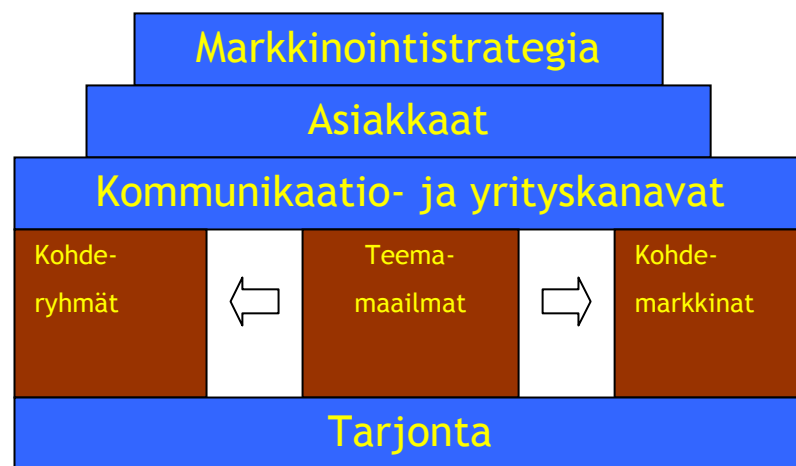 Markkinointistrategia
Asiakkaat
Kommunikaatio- ja yrityskanavat
Kohde-
ryhmät
Teema-
maailmat
Kohde-
markkinat
Tarjonta